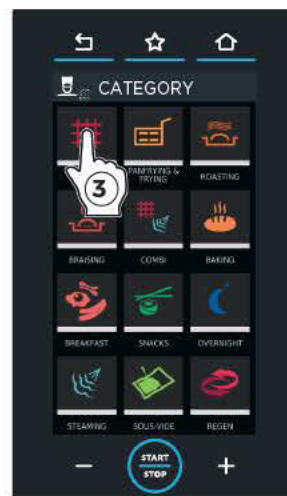 CATEGORY
3
PANFRYING &
FRYING
ROASTING
BRAISING
COMBI
BAKING
BREAKFAST
SNACKS
OVERNIGHT
STEAMING
SOUS-VIDE
REGEN
−
START
STOP
+